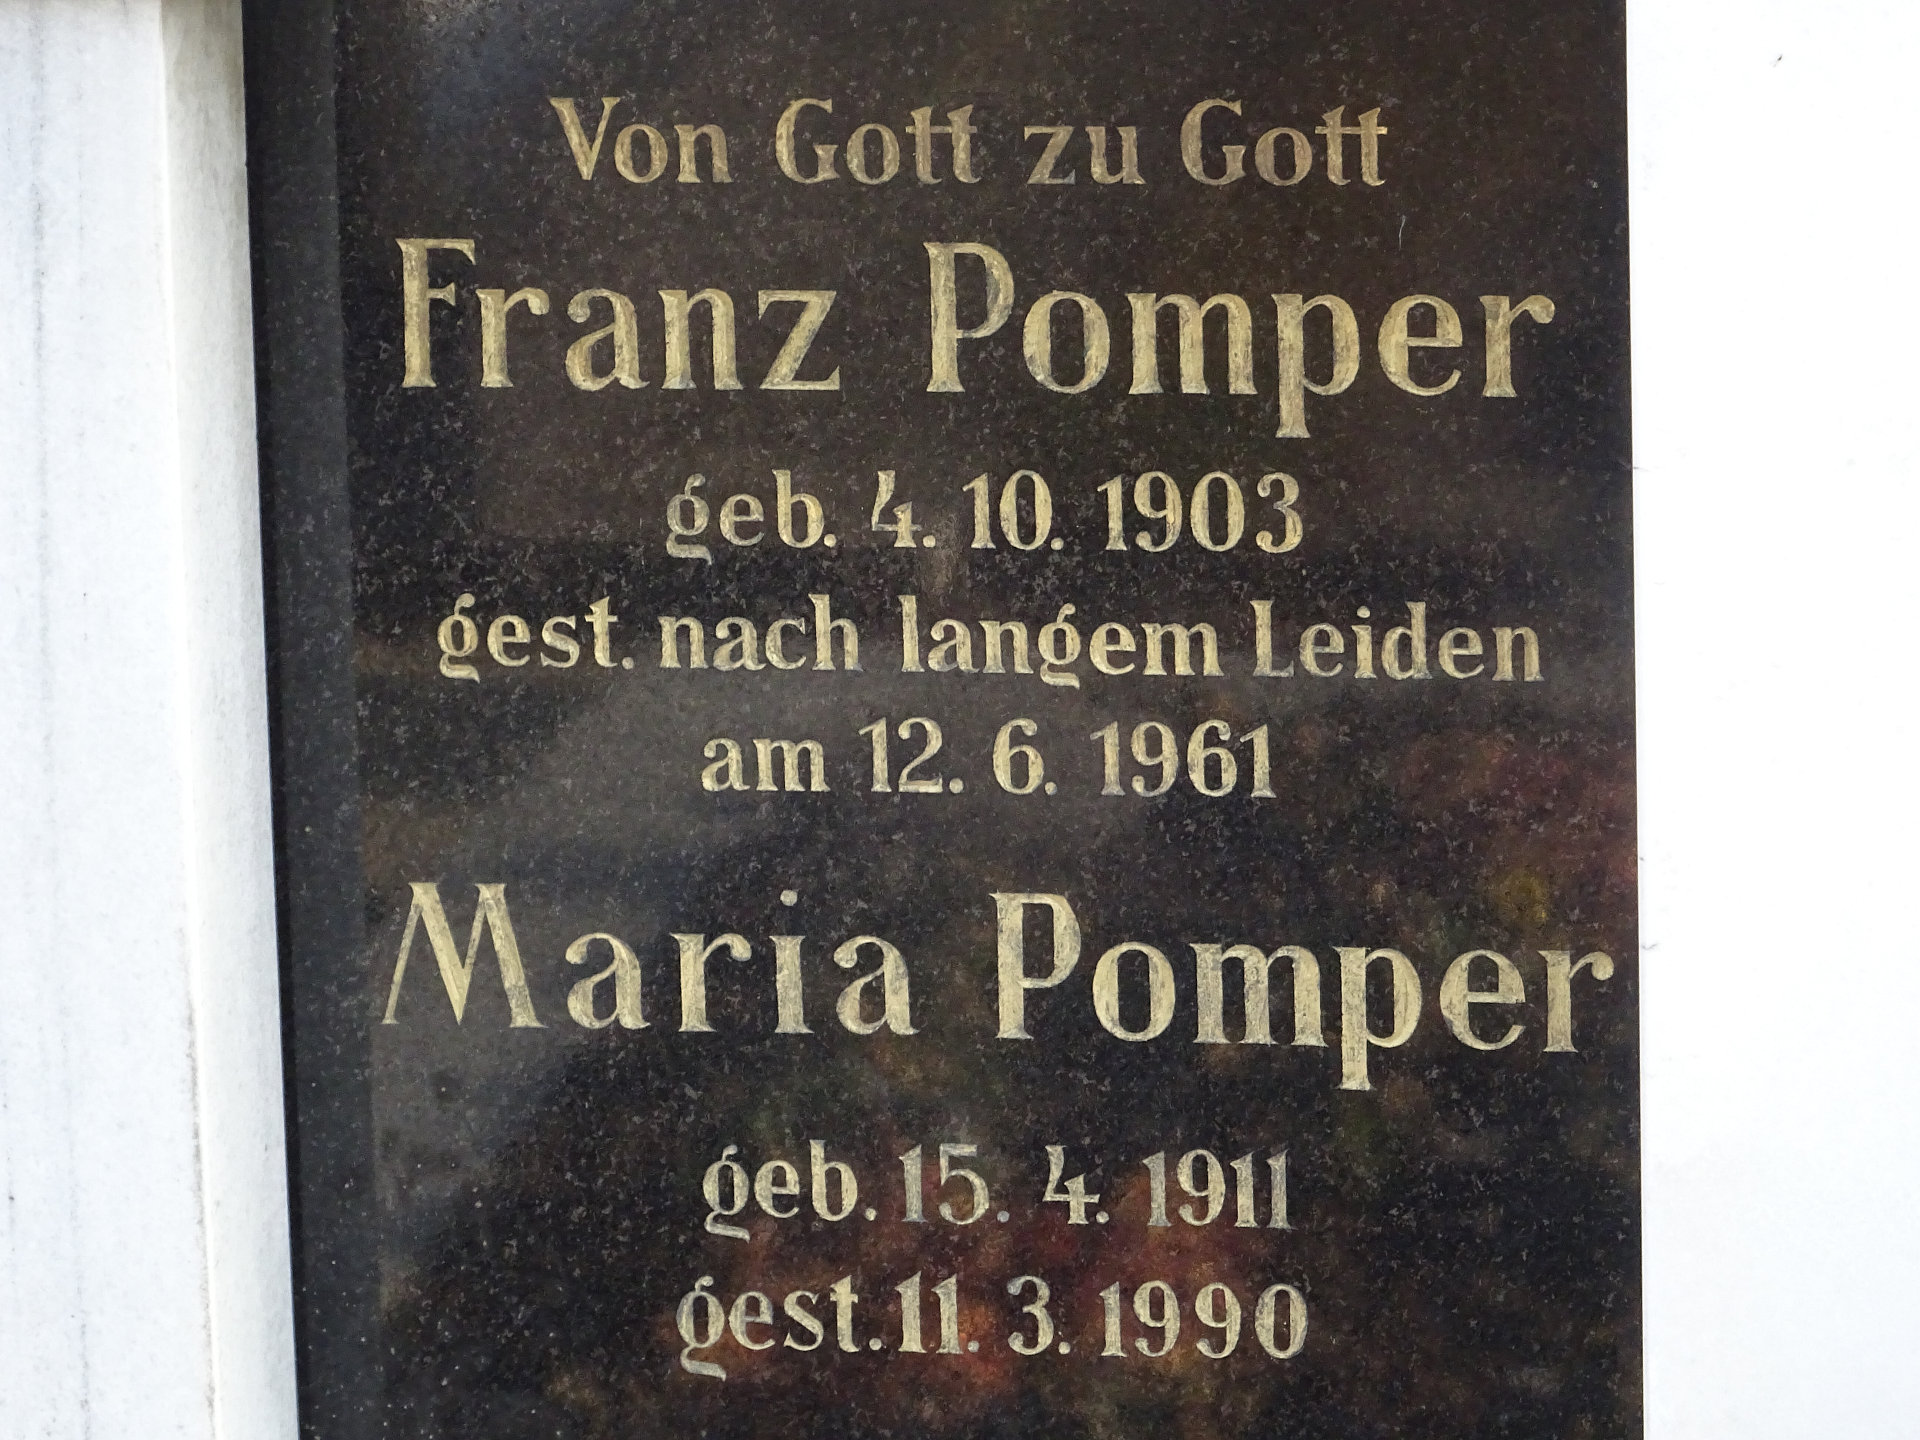 Von Gott zu Gott
Franz Pomper
geb. 4. 10. 1903
gest. nach langem Leiden
am 12. 6. 1961
Maria Pomper
geb. 15. 4. 1911
gest. 11. 3. 1990